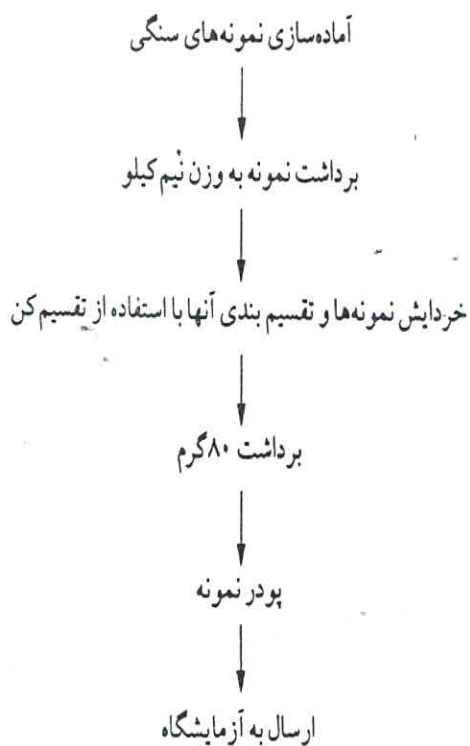 آماده‌سازی نمونه‌های سنگی
برداشت نمونه به وزن نیم کیلو
خردایش نمونه‌ها و تقسیم بندی آنها با استفاده از تقسیم کن
برداشت ۸۰ گرم
پودر نمونه
ارسال به آزمایشگاه